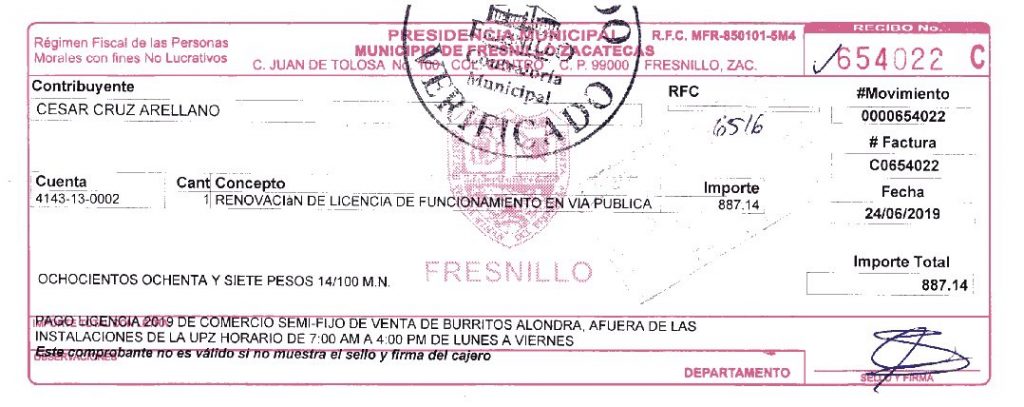 Régimen Fiscal de las Personas
Morales con fines No Lucrativos
PRESIDENCIA MUNICIPAL
MUNICIPIO DE FRESNILLO ZACATECAS
C. JUAN DE TOLOSA No. 100 COL. CENTRO C. P. 99000 FRESNILLO, ZAC.
R.F.C. MFR-850101-5M4
RECIBO No.
654022 C
Contraloría
Municipal
VERIFICADO
Contribuyente
CESAR CRUZ ARELLANO
RFC
6516
#Movimiento
0000654022
# Factura
C0654022
Fecha
24/06/2019
Cuenta Cant Concepto Importe
4143-13-0002 1 RENOVACIàN DE LICENCIA DE FUNCIONAMIENTO EN VIA PUBLICA 887.14
FRESNILLO
OCHOCIENTOS OCHENTA Y SIETE PESOS 14/100 M.N.
Importe Total
887.14
PAGO LICENCIA 2019 DE COMERCIO SEMI-FIJO DE VENTA DE BURRITOS ALONDRA, AFUERA DE LAS
INSTALACIONES DE LA UPZ HORARIO DE 7:00 AM A 4:00 PM DE LUNES A VIERNES
Este comprobante no es válido si no muestra el sello y firma del cajero
OBSERVACIONES
DEPARTAMENTO
SELLO Y FIRMA